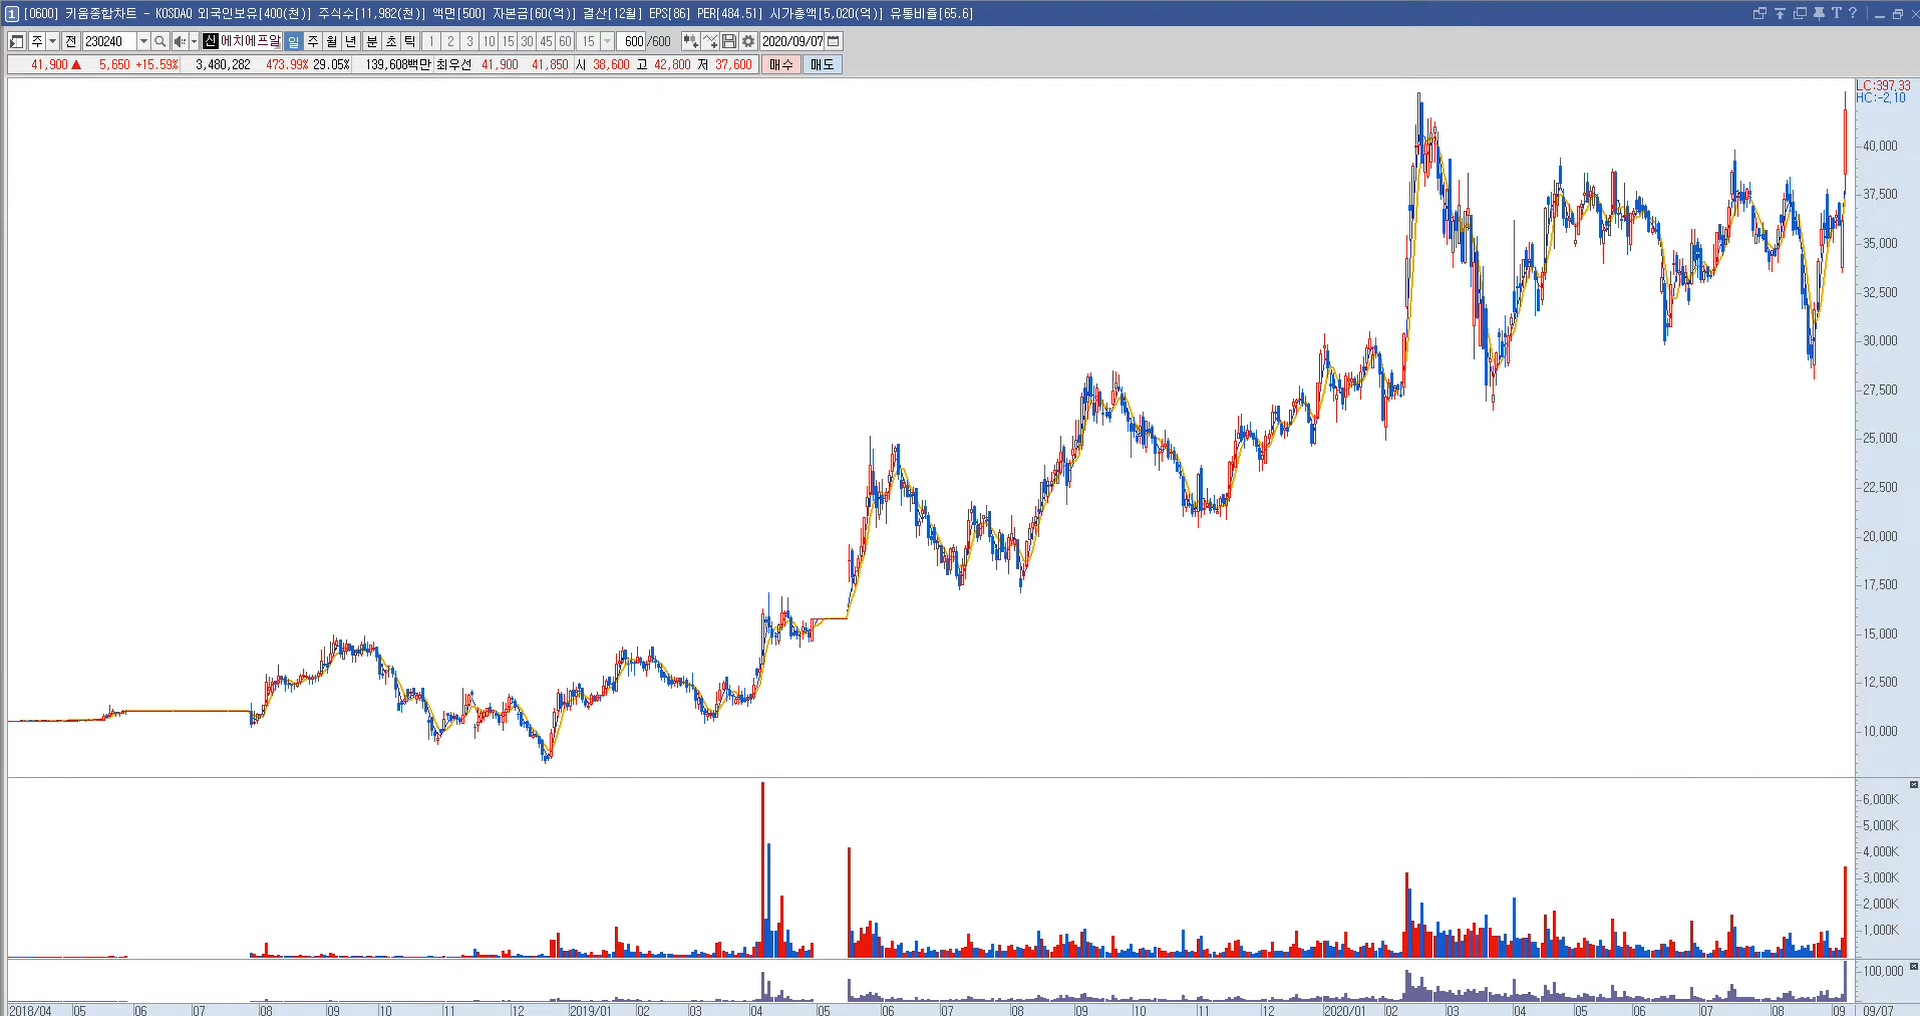 1 [0600] 키움종합차트 - KOSDAQ 외국인보유[400(천)] 주식수[11,982(천)] 액면[500] 자본금[60(억)] 결산[12월] EPS[86] PER[484.51] 시가총액[5,020(억)] 유통비율[65.6] T ?
주 전 230240 신 에치에프알 일 주 월 년 분 초 틱 1 2 3 10 15 30 45 60 15 600 /600 2020/09/07
41,900 ▲ 5,650 +15.59% 3,480,282 473.99% 29.05% 139,608백만 최우선 41,900 41,850 시 38,600 고 42,800 저 37,600 매수 매도
LC:397.33
HC:-2.10
40,000
37,500
35,000
32,500
30,000
27,500
25,000
22,500
20,000
17,500
15,000
12,500
10,000
6,000K
5,000K
4,000K
3,000K
2,000K
1,000K
100,000
2018/04 05 06 07 08 09 10 11 12 2019/01 02 03 04 05 06 07 08 09 10 11 12 2020/01 02 03 04 05 06 07 08 09 09/07